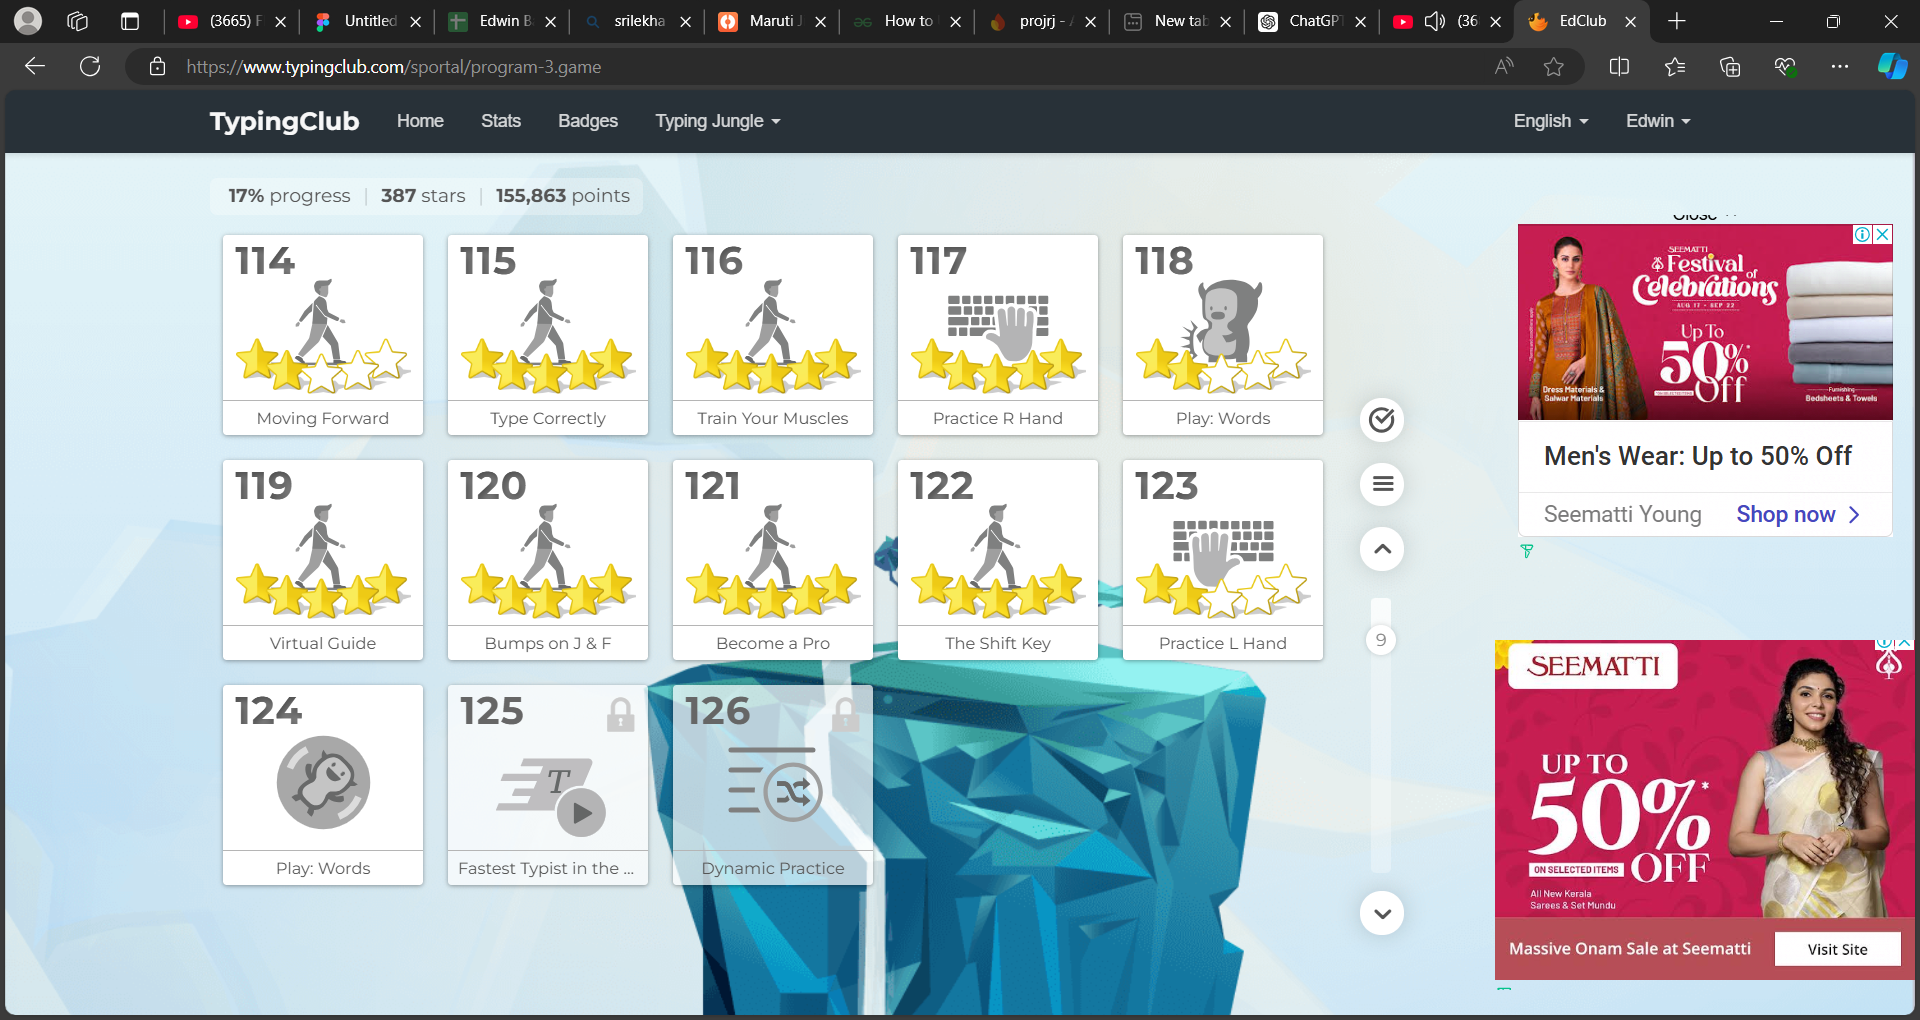 (3665) F
Untitled
Edwin B
srilekha
Maruti J
How to
projrj - A
New tab
ChatGPT
(36
EdClub
https://www.typingclub.com/sportal/program-3.game
TypingClub
Home
Stats
Badges
Typing Jungle
English
Edwin
17% progress | 387 stars | 155,863 points
114
Moving Forward
115
Type Correctly
116
Train Your Muscles
117
Practice R Hand
118
Play: Words
119
Virtual Guide
120
Bumps on J & F
121
Become a Pro
122
The Shift Key
123
Practice L Hand
124
Play: Words
125
Fastest Typist in the ...
126
Dynamic Practice
9
Close
SEEMATTI
Festival of
Celebrations
AUG 17 - SEP 22
Up To
50%*
Off
Dress Materials &
Salwar Materials
Furnishing
Bedsheets & Towels
Men's Wear: Up to 50% Off
Seematti Young
Shop now
SEEMATTI
UP TO
50%*
OFF
ON SELECTED ITEMS
All New Kerala
Sarees & Set Mundu
Massive Onam Sale at Seematti
Visit Site